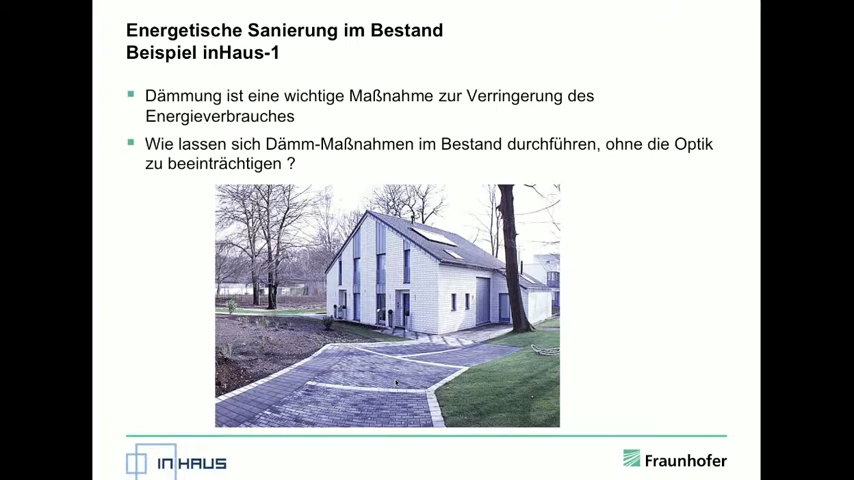 Energetische Sanierung im Bestand
Beispiel inHaus-1
Dämmung ist eine wichtige Maßnahme zur Verringerung des
Energieverbrauches
Wie lassen sich Dämm-Maßnahmen im Bestand durchführen, ohne die Optik
zu beeinträchtigen ?
INHAUS
Fraunhofer